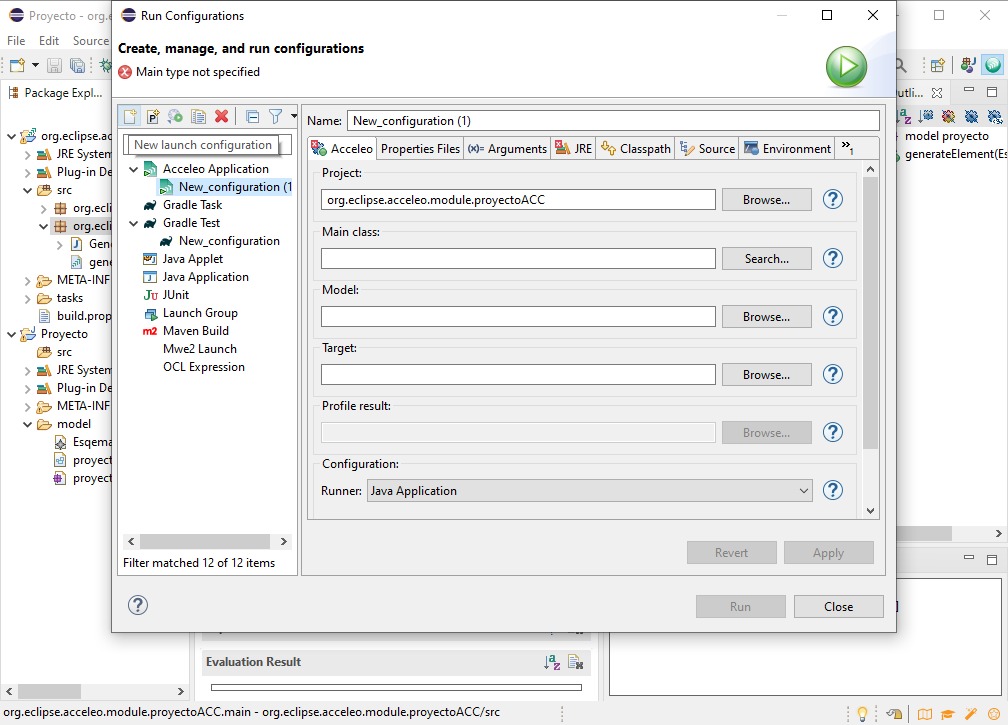 Proyecto - org.e
Run Configurations
File Edit Source
Create, manage, and run configurations
Main type not specified
Package Expl...
utli...
New launch configuration
Name: New_configuration (1)
Acceleo Properties Files (x)= Arguments JRE Classpath Source Environment »1
org.eclipse.ac
JRE System
Plug-in De
src
org.ecli
org.ecli
Gene
gene
META-INF
tasks
build.prop
Proyecto
src
JRE System
Plug-in De
META-INF
model
Esqema
proyect
proyect
Acceleo Application
New_configuration (1
Gradle Task
Gradle Test
New_configuration
Java Applet
Java Application
JUnit
Launch Group
m2 Maven Build
Mwe2 Launch
OCL Expression
Filter matched 12 of 12 items
Project:
org.eclipse.acceleo.module.proyectoACC Browse...
Main class:
Search...
Model:
Browse...
Target:
Browse...
Profile result:
Browse...
Configuration:
Runner: Java Application
Revert Apply
Run Close
model proyecto
generateElement(Es
Evaluation Result
org.eclipse.acceleo.module.proyectoACC.main - org.eclipse.acceleo.module.proyectoACC/src